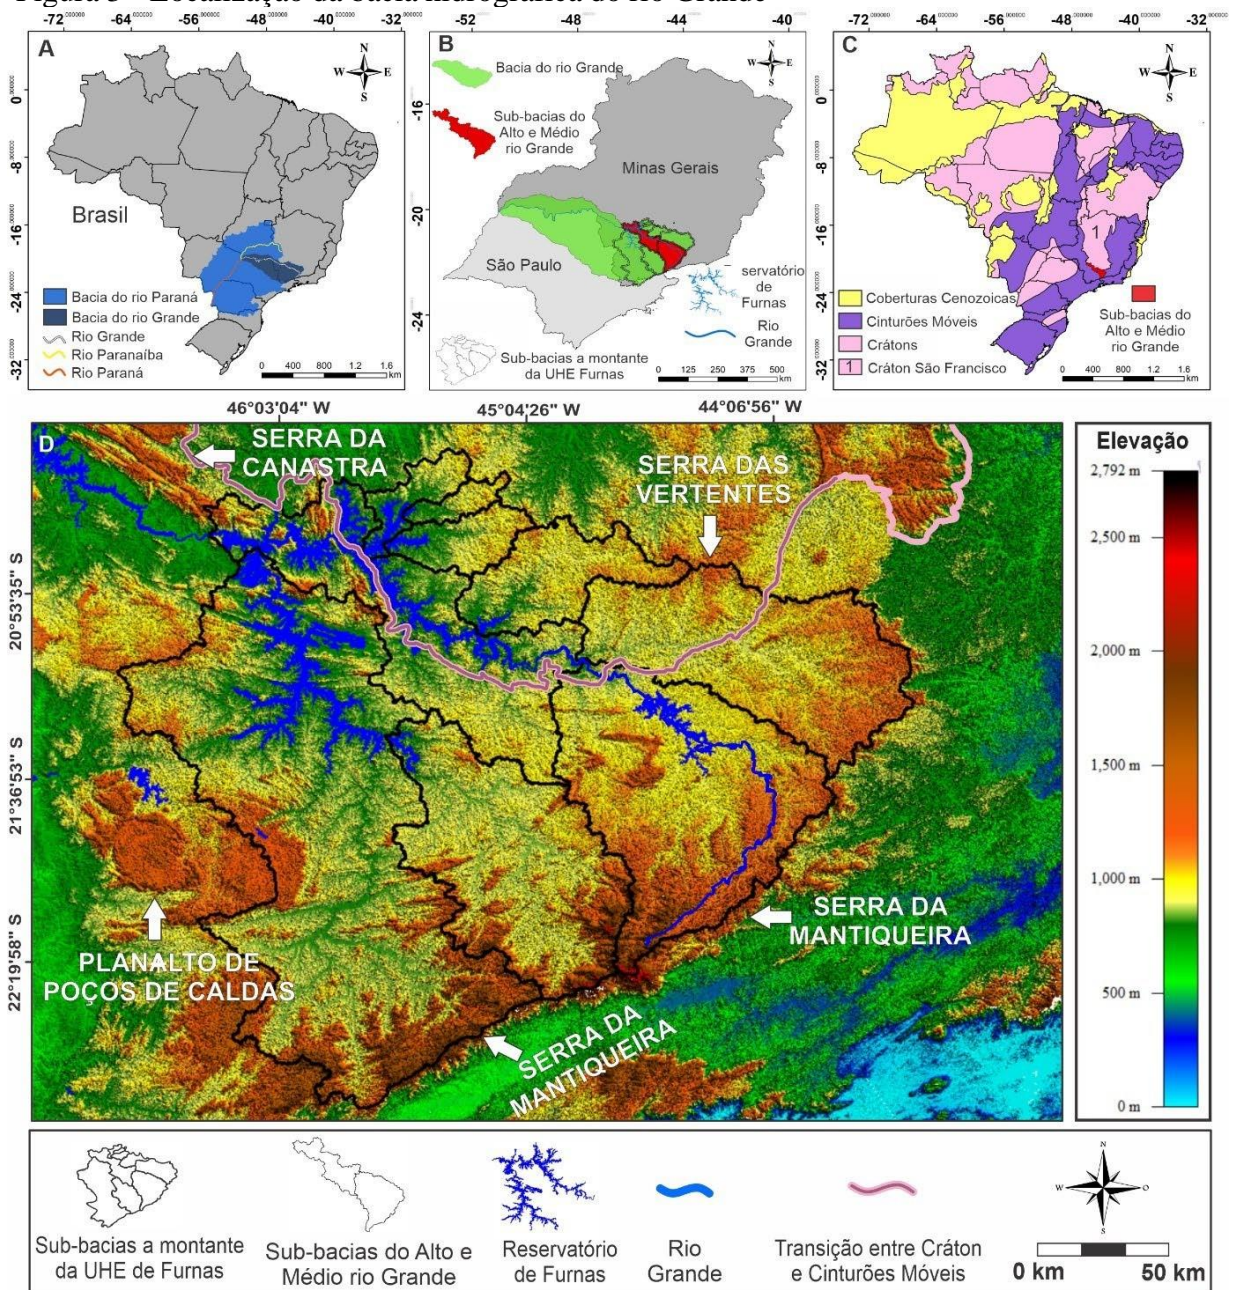 Figura 3 - Localização da bacia hidrográfica do rio Grande
-72 -64 -56 -48 -40 -32
A
N
W E
S
0
-8
-16
-24
-32
Brasil
Bacia do rio Paraná
Bacia do rio Grande
Rio Grande
Rio Paranaíba
Rio Paraná
0 400 800 1.2 1.6
km
-52 -48 -44 -40
B
N
W E
S
-16
-20
-24
Bacia do rio Grande
Sub-bacias do
Alto e Médio
rio Grande
Minas Gerais
São Paulo
servatório
de
Furnas
Rio
Grande
Sub-bacias a montante
da UHE Furnas
0 125 250 375 500
km
-72 -64 -56 -48 -40 -32
C
N
W E
S
0
-8
-16
-24
-32
1
Coberturas Cenozoicas
Cinturões Móveis
Crátons
1 Cráton São Francisco
Sub-bacias do
Alto e Médio
rio Grande
0 400 800 1.2 1.6
km
46°03'04" W 45°04'26" W 44°06'56" W
D
20°53'35" S
21°36'53" S
22°19'58" S
SERRA DA
CANASTRA
SERRA DAS
VERTENTES
SERRA DA
MANTIQUEIRA
PLANALTO DE
POÇOS DE CALDAS
SERRA DA
MANTIQUEIRA
Elevação
2,792 m
2,500 m
2,000 m
1,500 m
1,000 m
500 m
0 m
Sub-bacias a montante
da UHE de Furnas
Sub-bacias do Alto e
Médio rio Grande
Reservatório
de Furnas
Rio
Grande
Transição entre Cráton
e Cinturões Móveis
N
W O
S
0 km 50 km